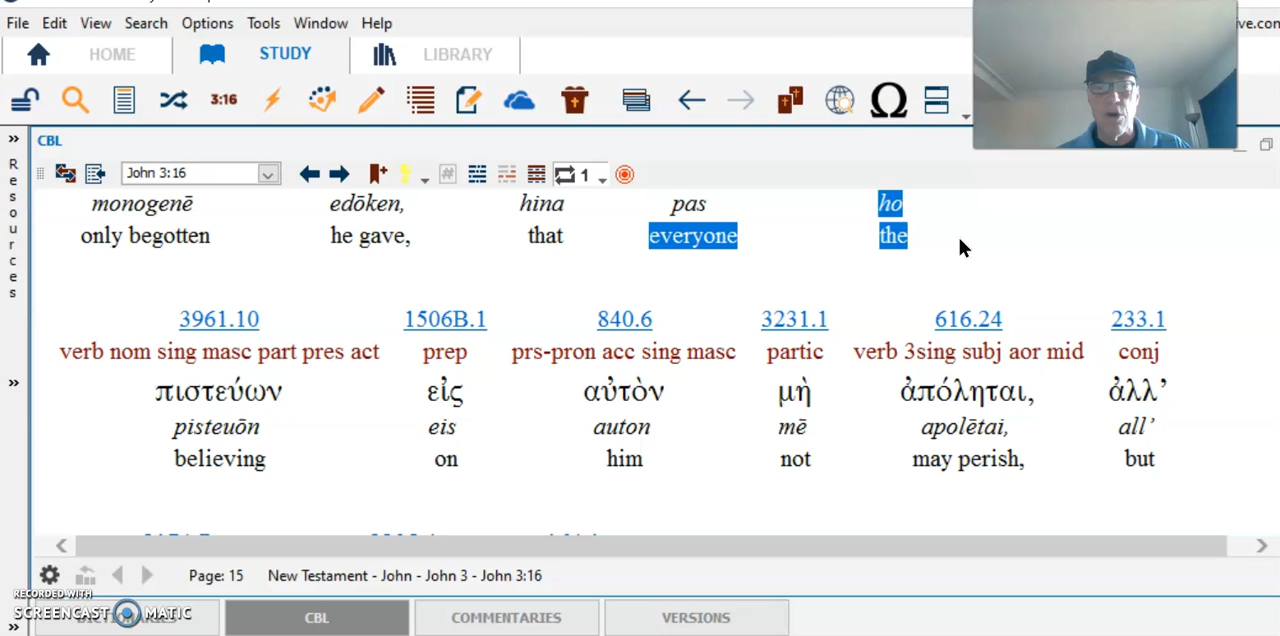 File Edit View Search Options Tools Window Help
ve.con
HOME STUDY LIBRARY
3:16
CBL
Resources
John 3:16
# 1
monogenē edōken, hina pas ho
only begotten he gave, that everyone the
3961.10 1506B.1 840.6 3231.1 616.24 233.1
verb nom sing masc part pres act prep prs-pron acc sing masc partic verb 3sing subj aor mid conj
πιστεύων εἰς αὐτὸν μὴ ἀπόληται, ἀλλ’
pisteuōn eis auton mē apolētai, all’
believing on him not may perish, but
Page: 15 New Testament - John - John 3 - John 3:16
RECORDED WITH
SCREENCAST MATIC
CBL COMMENTARIES VERSIONS